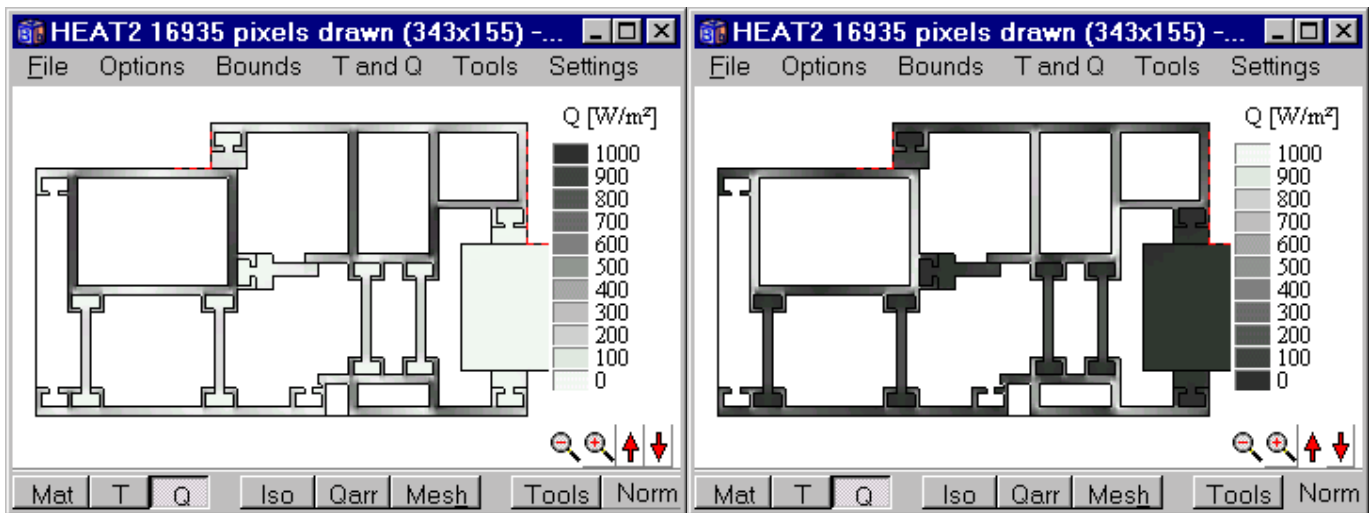 HEAT2 16935 pixels drawn (343x155) -...
File Options Bounds T and Q Tools Settings
Q [W/m²]
1000
900
800
700
600
500
400
300
200
100
0
Mat T Q Iso Qarr Mesh Tools Norm
HEAT2 16935 pixels drawn (343x155) -...
File Options Bounds T and Q Tools Settings
Q [W/m²]
1000
900
800
700
600
500
400
300
200
100
0
Mat T Q Iso Qarr Mesh Tools Norm